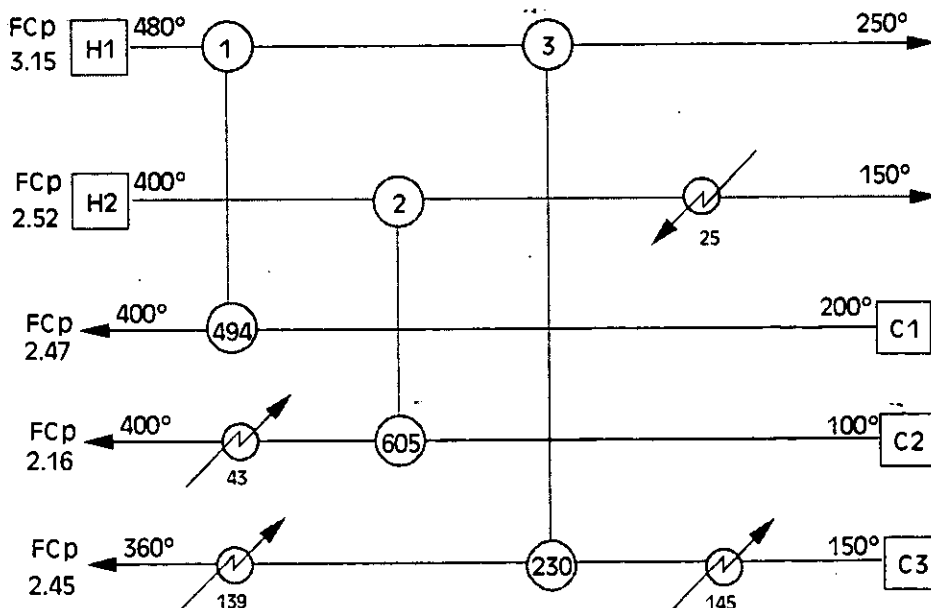 FCp 480° 250°
3.15 H1 1 3
FCp 400° 150°
2.52 H2 2
25
FCp 400° 200°
2.47 494 C1
FCp 400° 100°
2.16 605 C2
43
FCp 360° 150°
2.45 230 C3
139 145